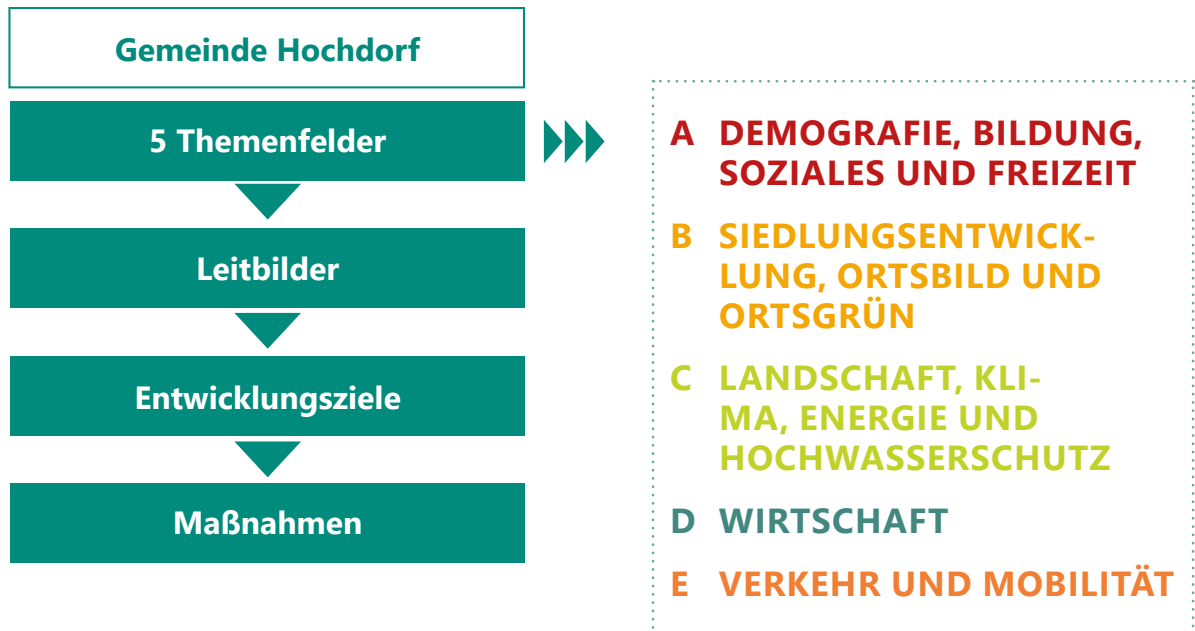 Gemeinde Hochdorf
5 Themenfelder
Leitbilder
Entwicklungsziele
Maßnahmen
A DEMOGRAFIE, BILDUNG,
SOZIALES UND FREIZEIT
B SIEDLUNGSENTWICK-
LUNG, ORTSBILD UND
ORTSGRÜN
C LANDSCHAFT, KLI-
MA, ENERGIE UND
HOCHWASSERSCHUTZ
D WIRTSCHAFT
E VERKEHR UND MOBILITÄT